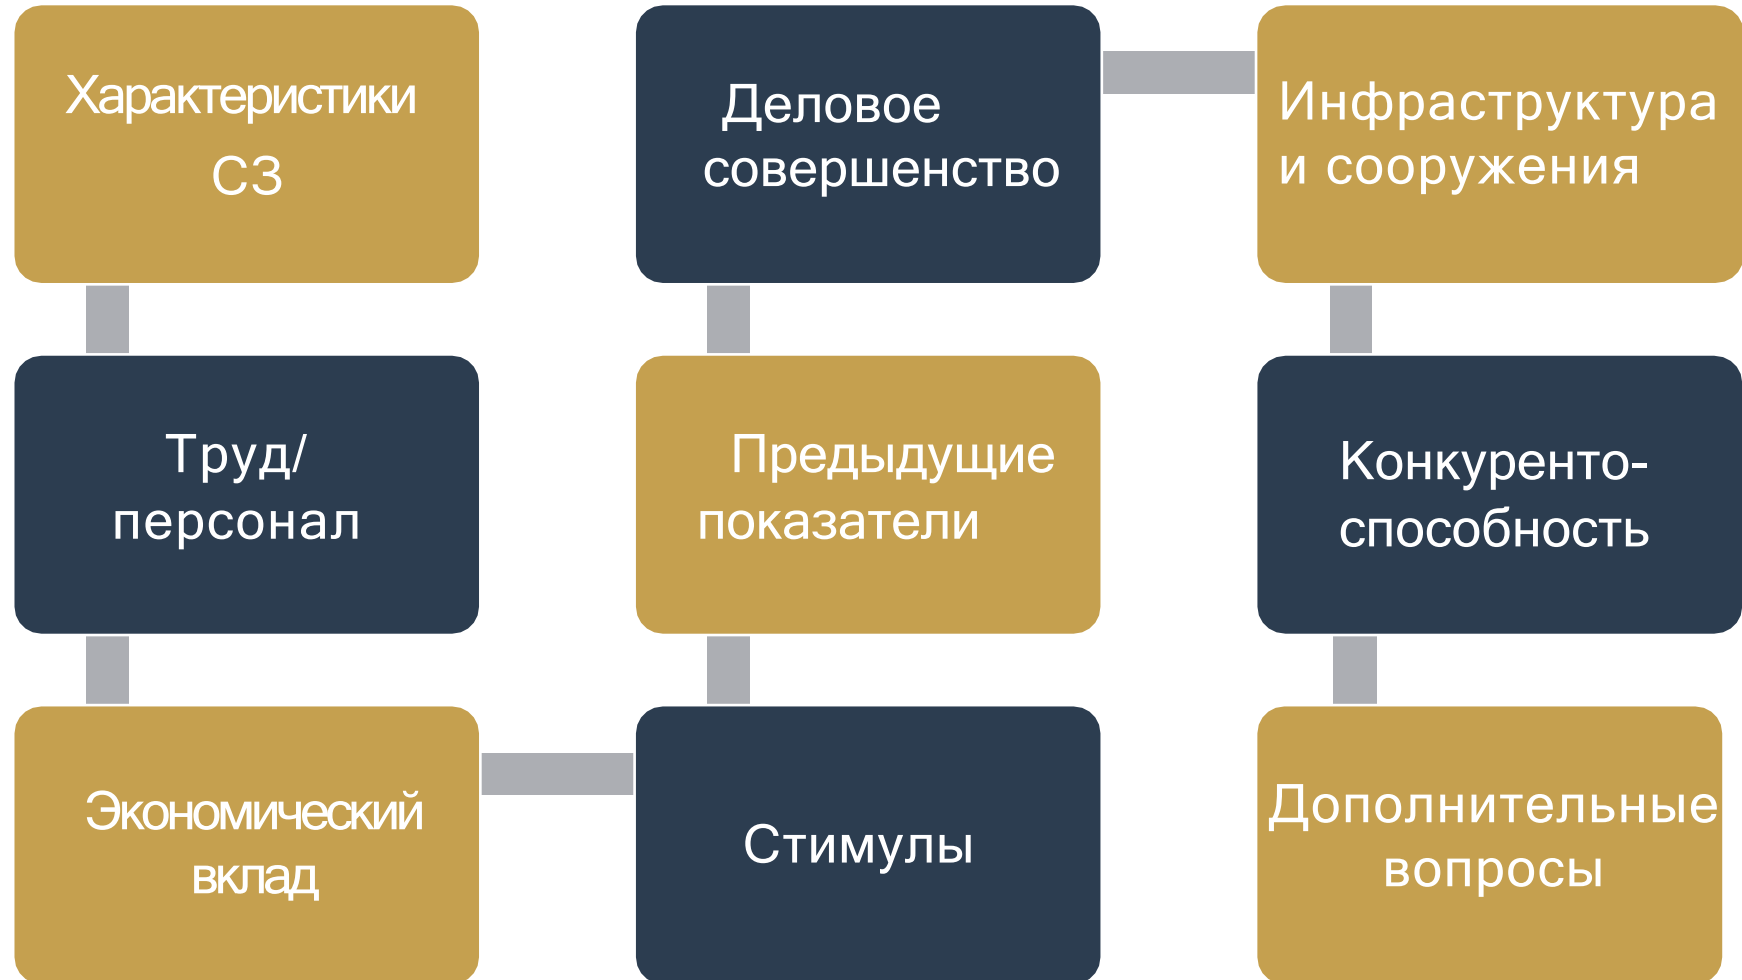 Характеристики
СЗ
Труд/
персонал
Экономический
вклад
Стимулы
Предыдущие
показатели
Деловое
совершенство
Инфраструктура
и сооружения
Конкуренто-
способность
Дополнительные
вопросы